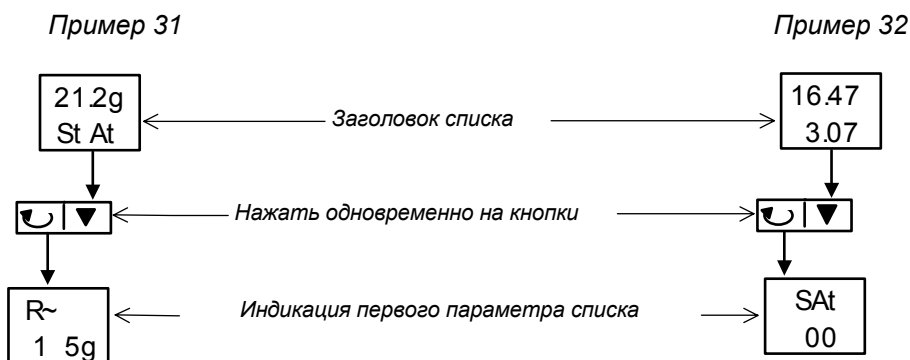 Пример 31
Пример 32
21.2g
St At
Заголовок списка
16.47
3.07
Нажать одновременно на кнопки
R~
1 5g
Индикация первого параметра списка
SAt
00